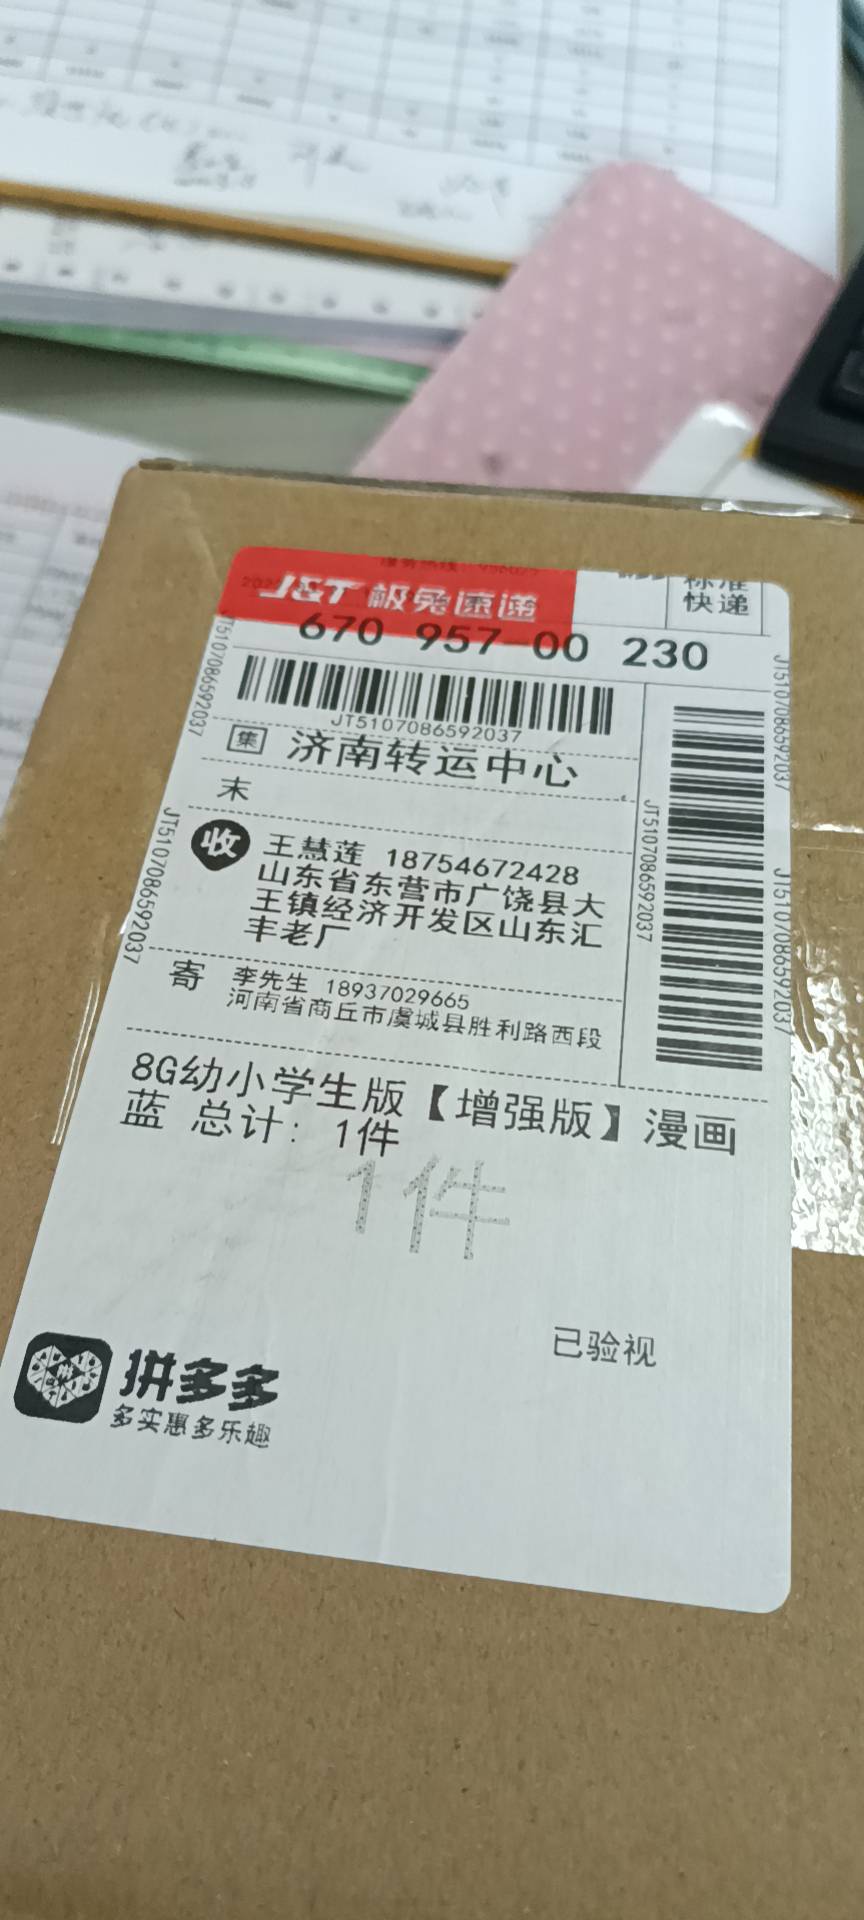 J&T 极兔速递
标准
快递
670 957-00 230
JT5107086592037
集 济南转运中心
末
收 王慧莲 18754672428
山东省东营市广饶县大
王镇经济开发区山东汇
丰老厂
寄 李先生 18937029665
河南省商丘市虞城县胜利路西段
JT5107086592037
JT5107086592037
JT5107086592037
JT5107086592037
JT5107086592037
8G幼小学生版【增强版】漫画
蓝 总计: 1件
1件
已验视
拼多多
多实惠多乐趣